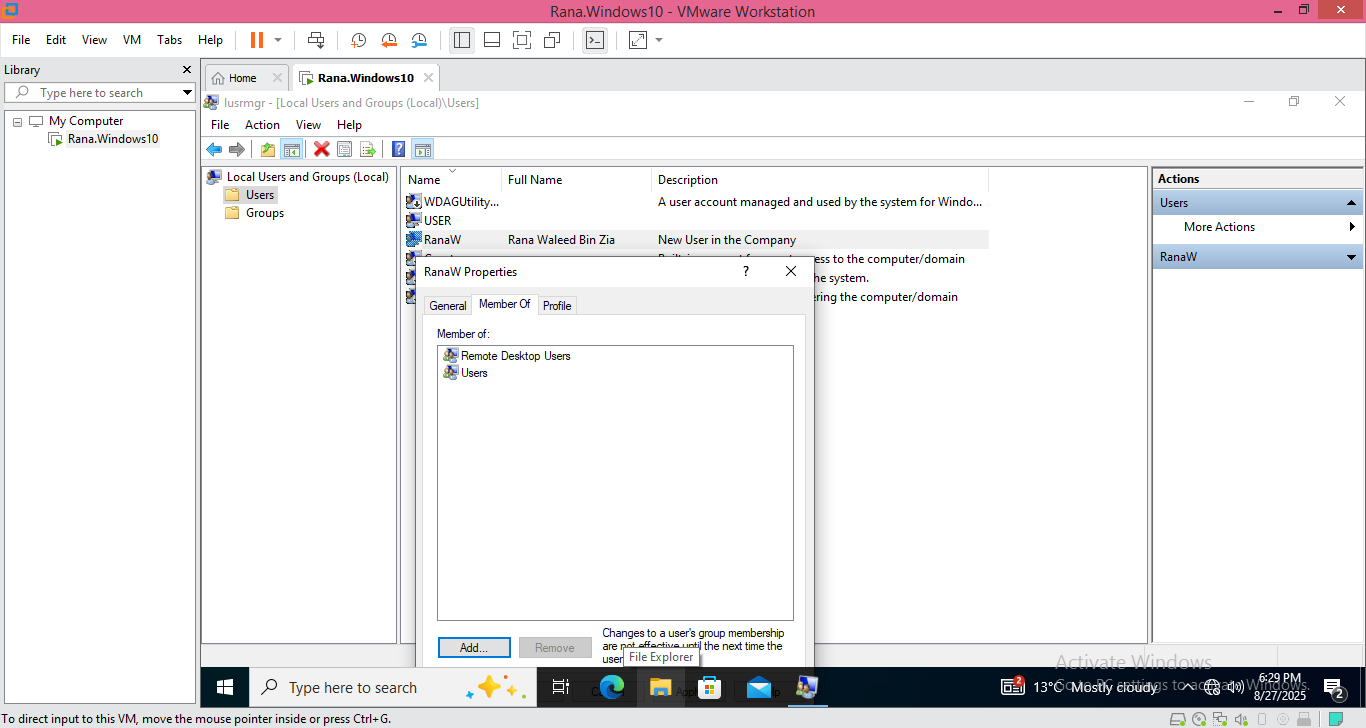 Rana.Windows10 - VMware Workstation
File Edit View VM Tabs Help
Library
Type here to search
My Computer
Rana.Windows10
Home
Rana.Windows10
lusrmgr - [Local Users and Groups (Local)\Users]
File Action View Help
Local Users and Groups (Local)
Users
Groups
Name Full Name Description
WDAGUtility... A user account managed and used by the system for Windo...
USER
RanaW Rana Waleed Bin Zia New User in the Company
ess to the computer/domain
he system.
ering the computer/domain
Actions
Users
More Actions
RanaW
RanaW Properties ?
General Member Of Profile
Member of:
Remote Desktop Users
Users
Add... Remove
Changes to a user's group membership
are not effective until the next time the
user
File Explorer
Activate Windows
Go to PC settings to activate Windows.
Type here to search
2
13°C Mostly cloudy
6:29 PM
8/27/2025
2
To direct input to this VM, move the mouse pointer inside or press Ctrl+G.